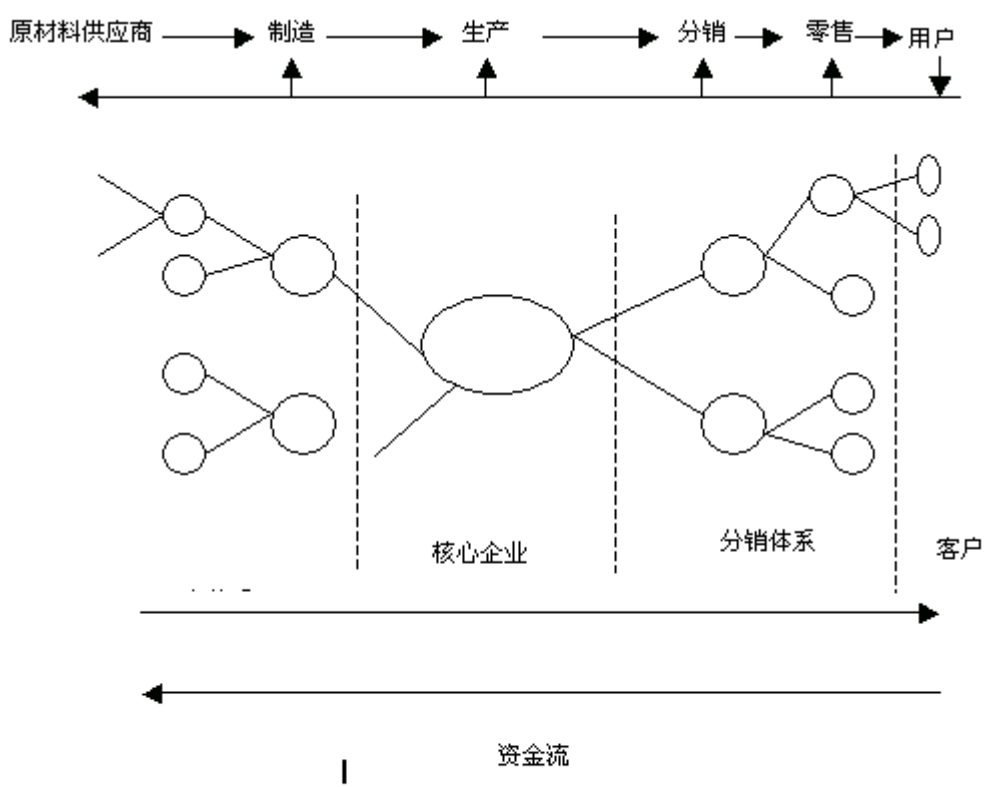 原材料供应商 制造 生产 分销 零售 用户
核心企业 分销体系 客户
资金流